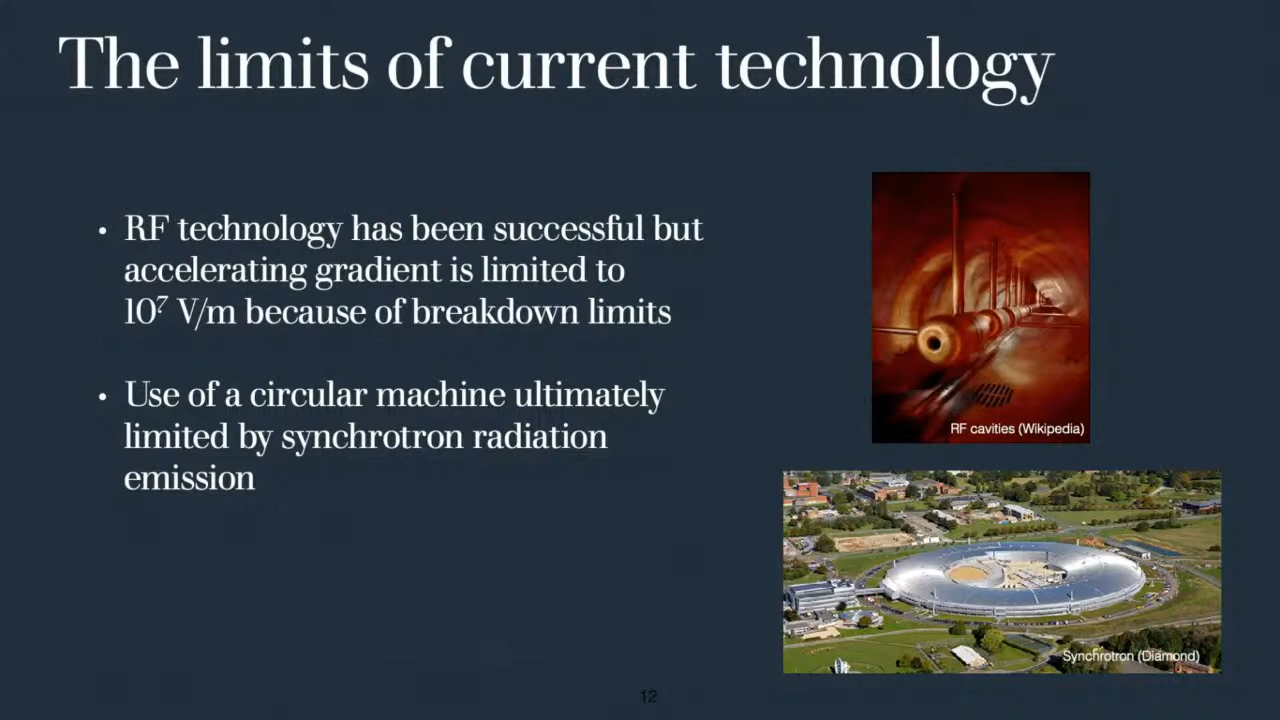 The limits of current technology
• RF technology has been successful but
accelerating gradient is limited to
10⁷ V/m because of breakdown limits
• Use of a circular machine ultimately
limited by synchrotron radiation
emission
RF cavities (Wikipedia)
Synchrotron (Diamond)
12